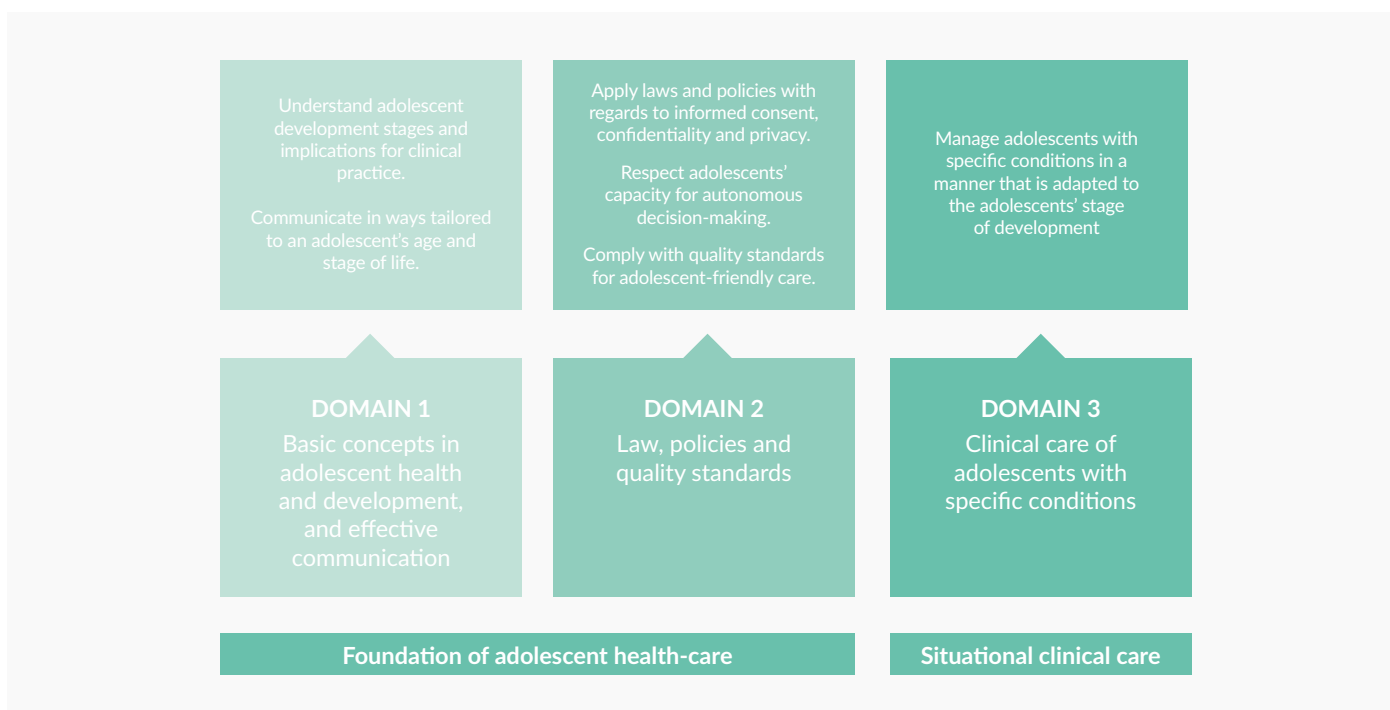 Understand adolescent
development stages and
implications for clinical
practice.
Communicate in ways tailored
to an adolescent's age and
stage of life.
Apply laws and policies with
regards to informed consent,
confidentiality and privacy.
Respect adolescents’
capacity for autonomous
decision-making.
Comply with quality standards
for adolescent-friendly care.
Manage adolescents with
specific conditions in a
manner that is adapted to
the adolescents’ stage
of development
DOMAIN 1
Basic concepts in
adolescent health
and development,
and effective
communication
DOMAIN 2
Law, policies and
quality standards
DOMAIN 3
Clinical care of
adolescents with
specific conditions
Foundation of adolescent health-care
Situational clinical care